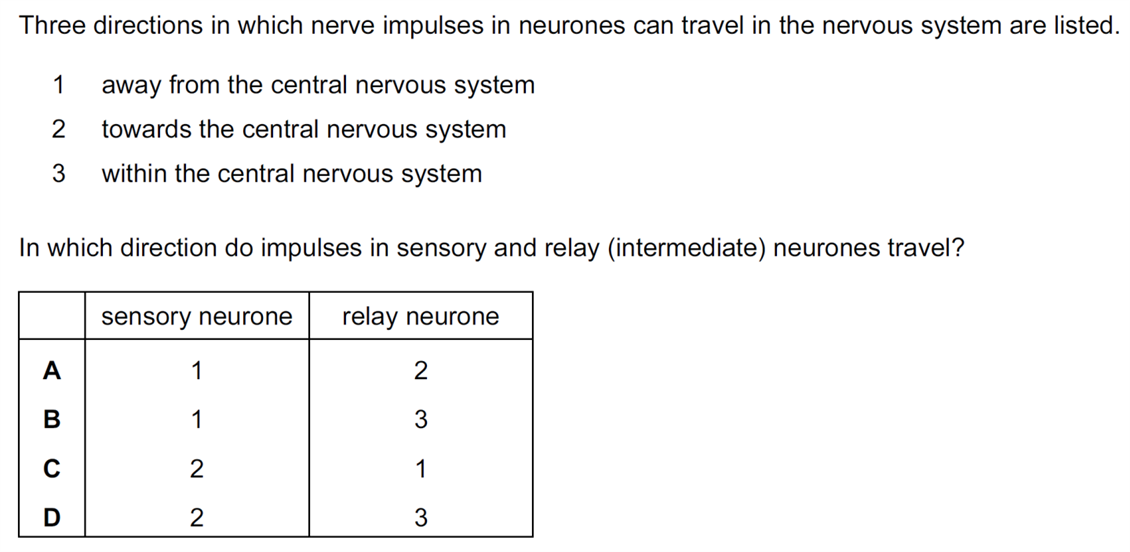 Three directions in which nerve impulses in neurones can travel in the nervous system are listed.
1 away from the central nervous system
2 towards the central nervous system
3 within the central nervous system
In which direction do impulses in sensory and relay (intermediate) neurones travel?
sensory neurone relay neurone
A 1 2
B 1 3
C 2 1
D 2 3